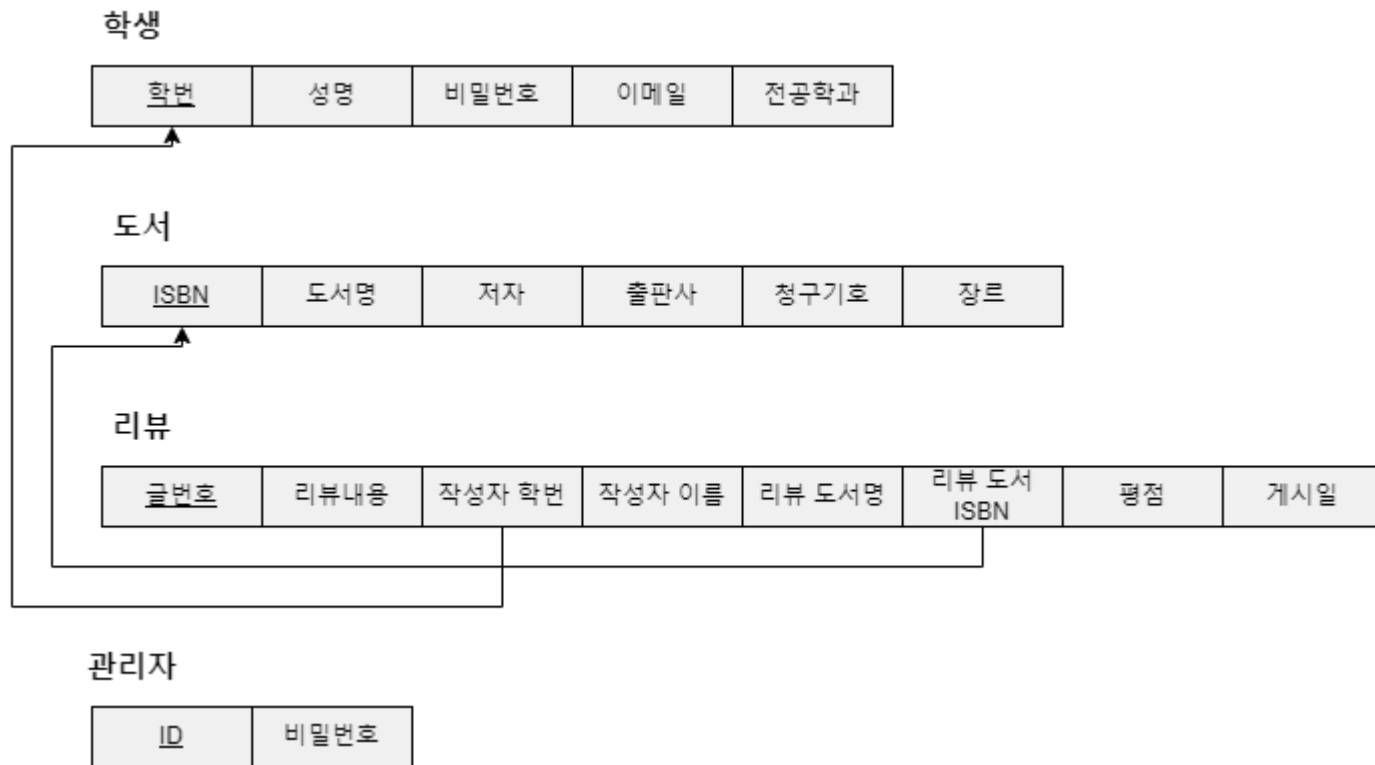 학생
학번 성명 비밀번호 이메일 전공학과
도서
ISBN 도서명 저자 출판사 청구기호 장르
리뷰
글번호 리뷰내용 작성자 학번 작성자 이름 리뷰 도서명 리뷰 도서 ISBN 평점 게시일
관리자
ID 비밀번호